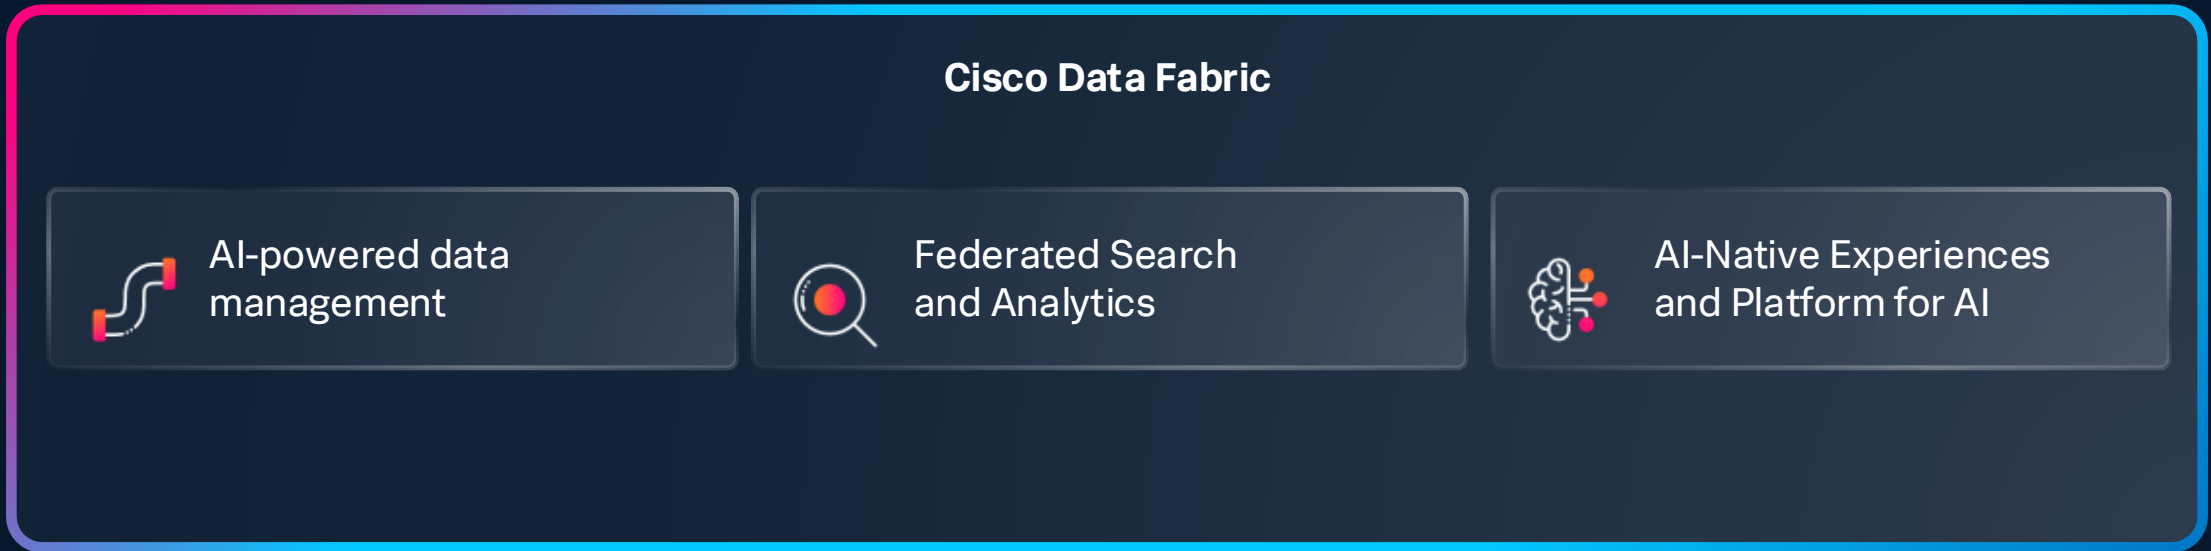 Cisco Data Fabric
AI-powered data
management
Federated Search
and Analytics
AI-Native Experiences
and Platform for AI